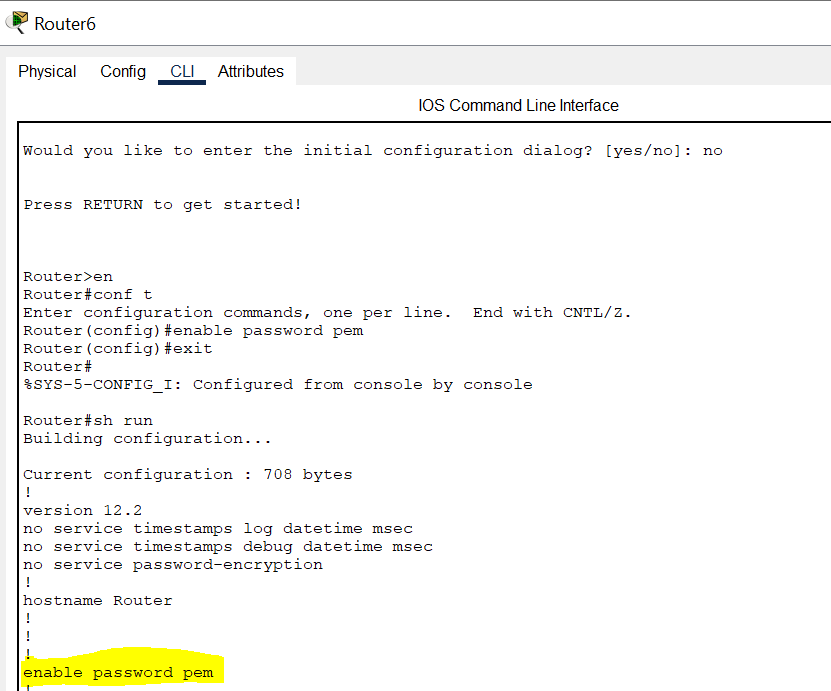 Router6
Physical Config CLI Attributes
IOS Command Line Interface
Would you like to enter the initial configuration dialog? [yes/no]: no
Press RETURN to get started!
Router>en
Router#conf t
Enter configuration commands, one per line.  End with CNTL/Z.
Router(config)#enable password pem
Router(config)#exit
Router#
%SYS-5-CONFIG_I: Configured from console by console
Router#sh run
Building configuration...
Current configuration : 708 bytes
!
version 12.2
no service timestamps log datetime msec
no service timestamps debug datetime msec
no service password-encryption
!
hostname Router
!
!
!
enable password pem
!